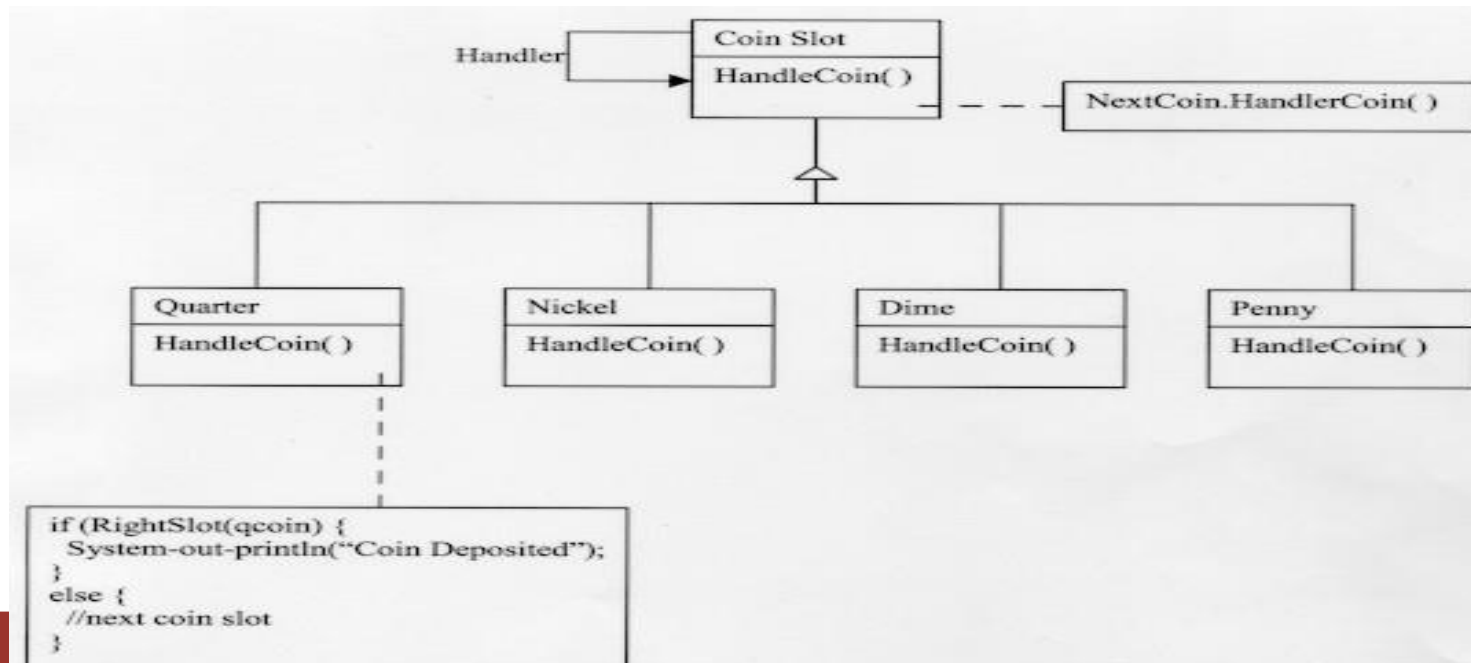 Coin Slot
Handler
HandleCoin( )
NextCoin.HandlerCoin( )
Quarter
HandleCoin( )
Nickel
HandleCoin( )
Dime
HandleCoin( )
Penny
HandleCoin( )
if (RightSlot(qcoin) {
System-out-println(“Coin Deposited”);
}
else {
//next coin slot
}